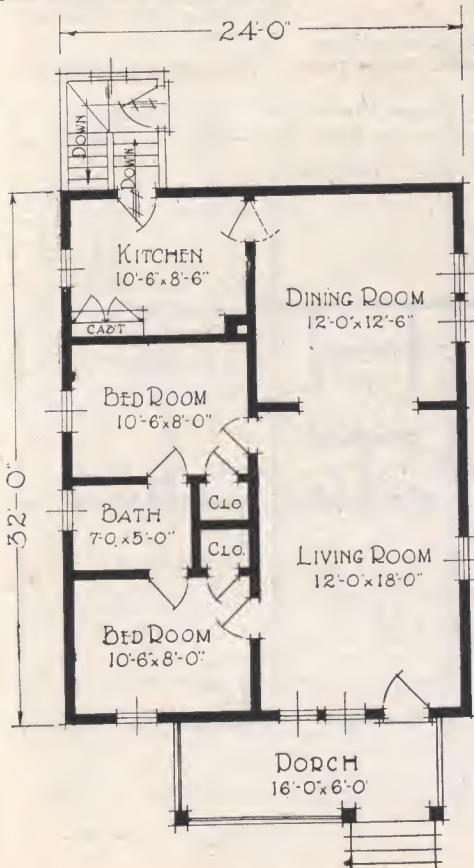 24'-0"
DOWN
DOWN
KITCHEN
10'-6"x8'-6"
CAB'T
DINING ROOM
12'-0"x12'-6"
BED ROOM
10'-6"x8'-0"
32'-0"
CLO.
BATH
7'-0"x5'-0"
CLO.
LIVING ROOM
12'-0"x18'-0"
BED ROOM
10'-6"x8'-0"
PORCH
16'-0"x6'-0"